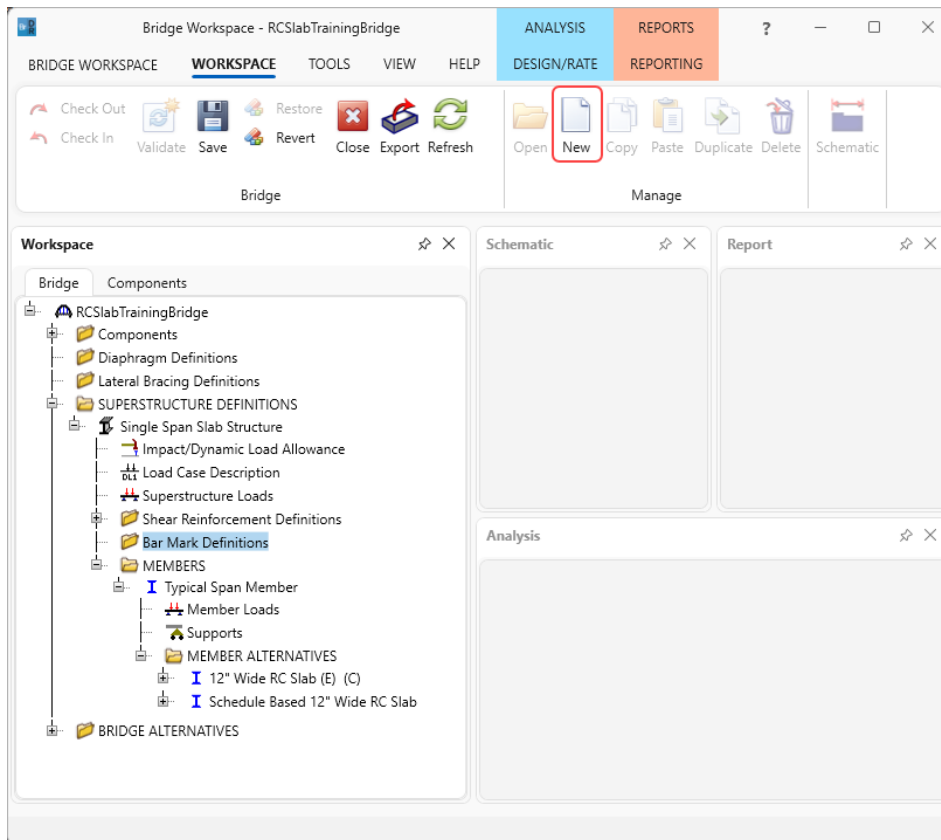 Bridge Workspace - RCSlabTrainingBridge
ANALYSIS
REPORTS
?
BRIDGE WORKSPACE
WORKSPACE
TOOLS
VIEW
HELP
DESIGN/RATE
REPORTING
Check Out
Check In
Validate
Save
Restore
Revert
Close
Export
Refresh
Open
New
Copy
Paste
Duplicate
Delete
Schematic
Bridge
Manage
Workspace
Bridge
Components
RCSlabTrainingBridge
Components
Diaphragm Definitions
Lateral Bracing Definitions
SUPERSTRUCTURE DEFINITIONS
Single Span Slab Structure
Impact/Dynamic Load Allowance
DL1 Load Case Description
Superstructure Loads
Shear Reinforcement Definitions
Bar Mark Definitions
MEMBERS
Typical Span Member
Member Loads
Supports
MEMBER ALTERNATIVES
12" Wide RC Slab (E) (C)
Schedule Based 12" Wide RC Slab
BRIDGE ALTERNATIVES
Schematic
Report
Analysis